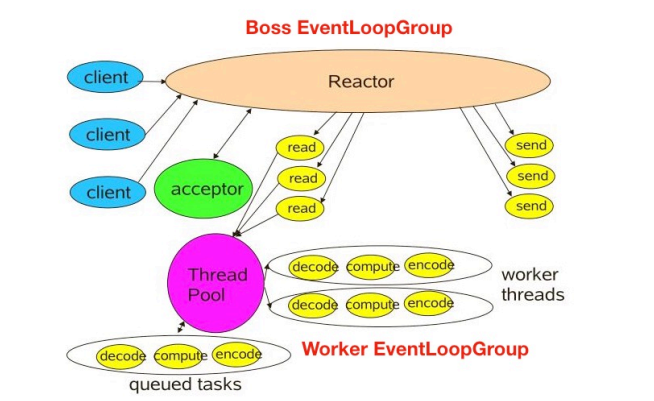 Boss EventLoopGroup
client
Reactor
client
read
send
client
acceptor
read
send
read
send
Thread
Pool
decode compute encode
worker
threads
decode compute encode
Worker EventLoopGroup
decode compute encode
queued tasks